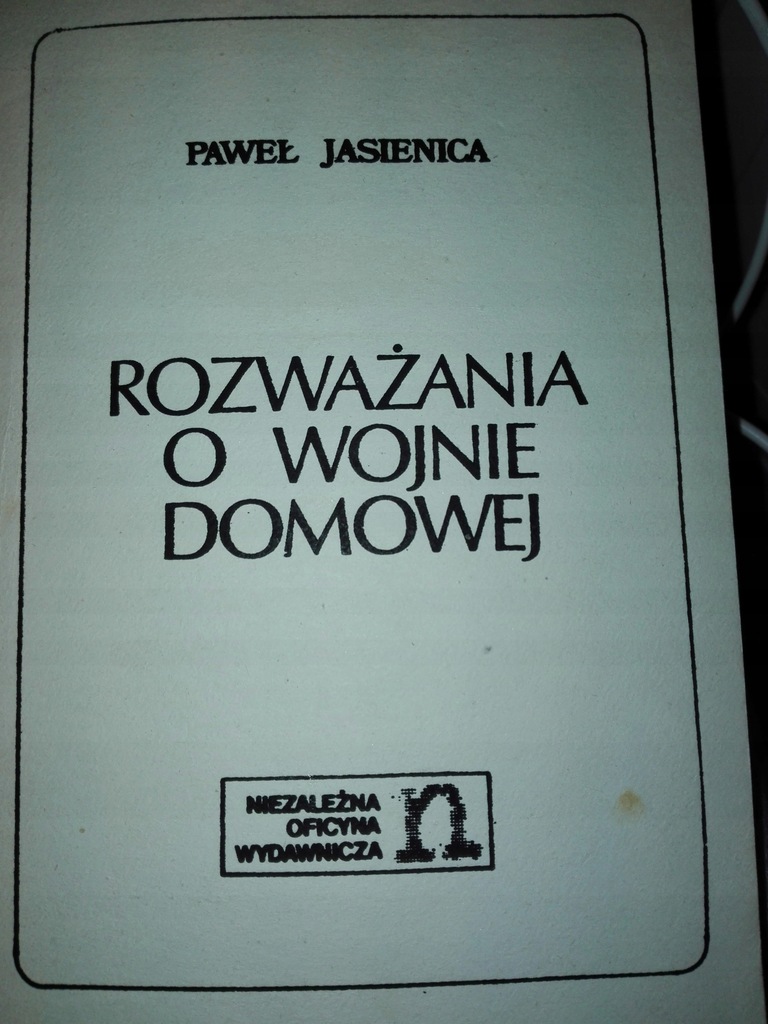 PAWEŁ JASIENICA
ROZWAŻANIA
O WOJNIE
DOMOWEJ
NIEZALEŻNA
OFICYNA
WYDAWNICZA
n